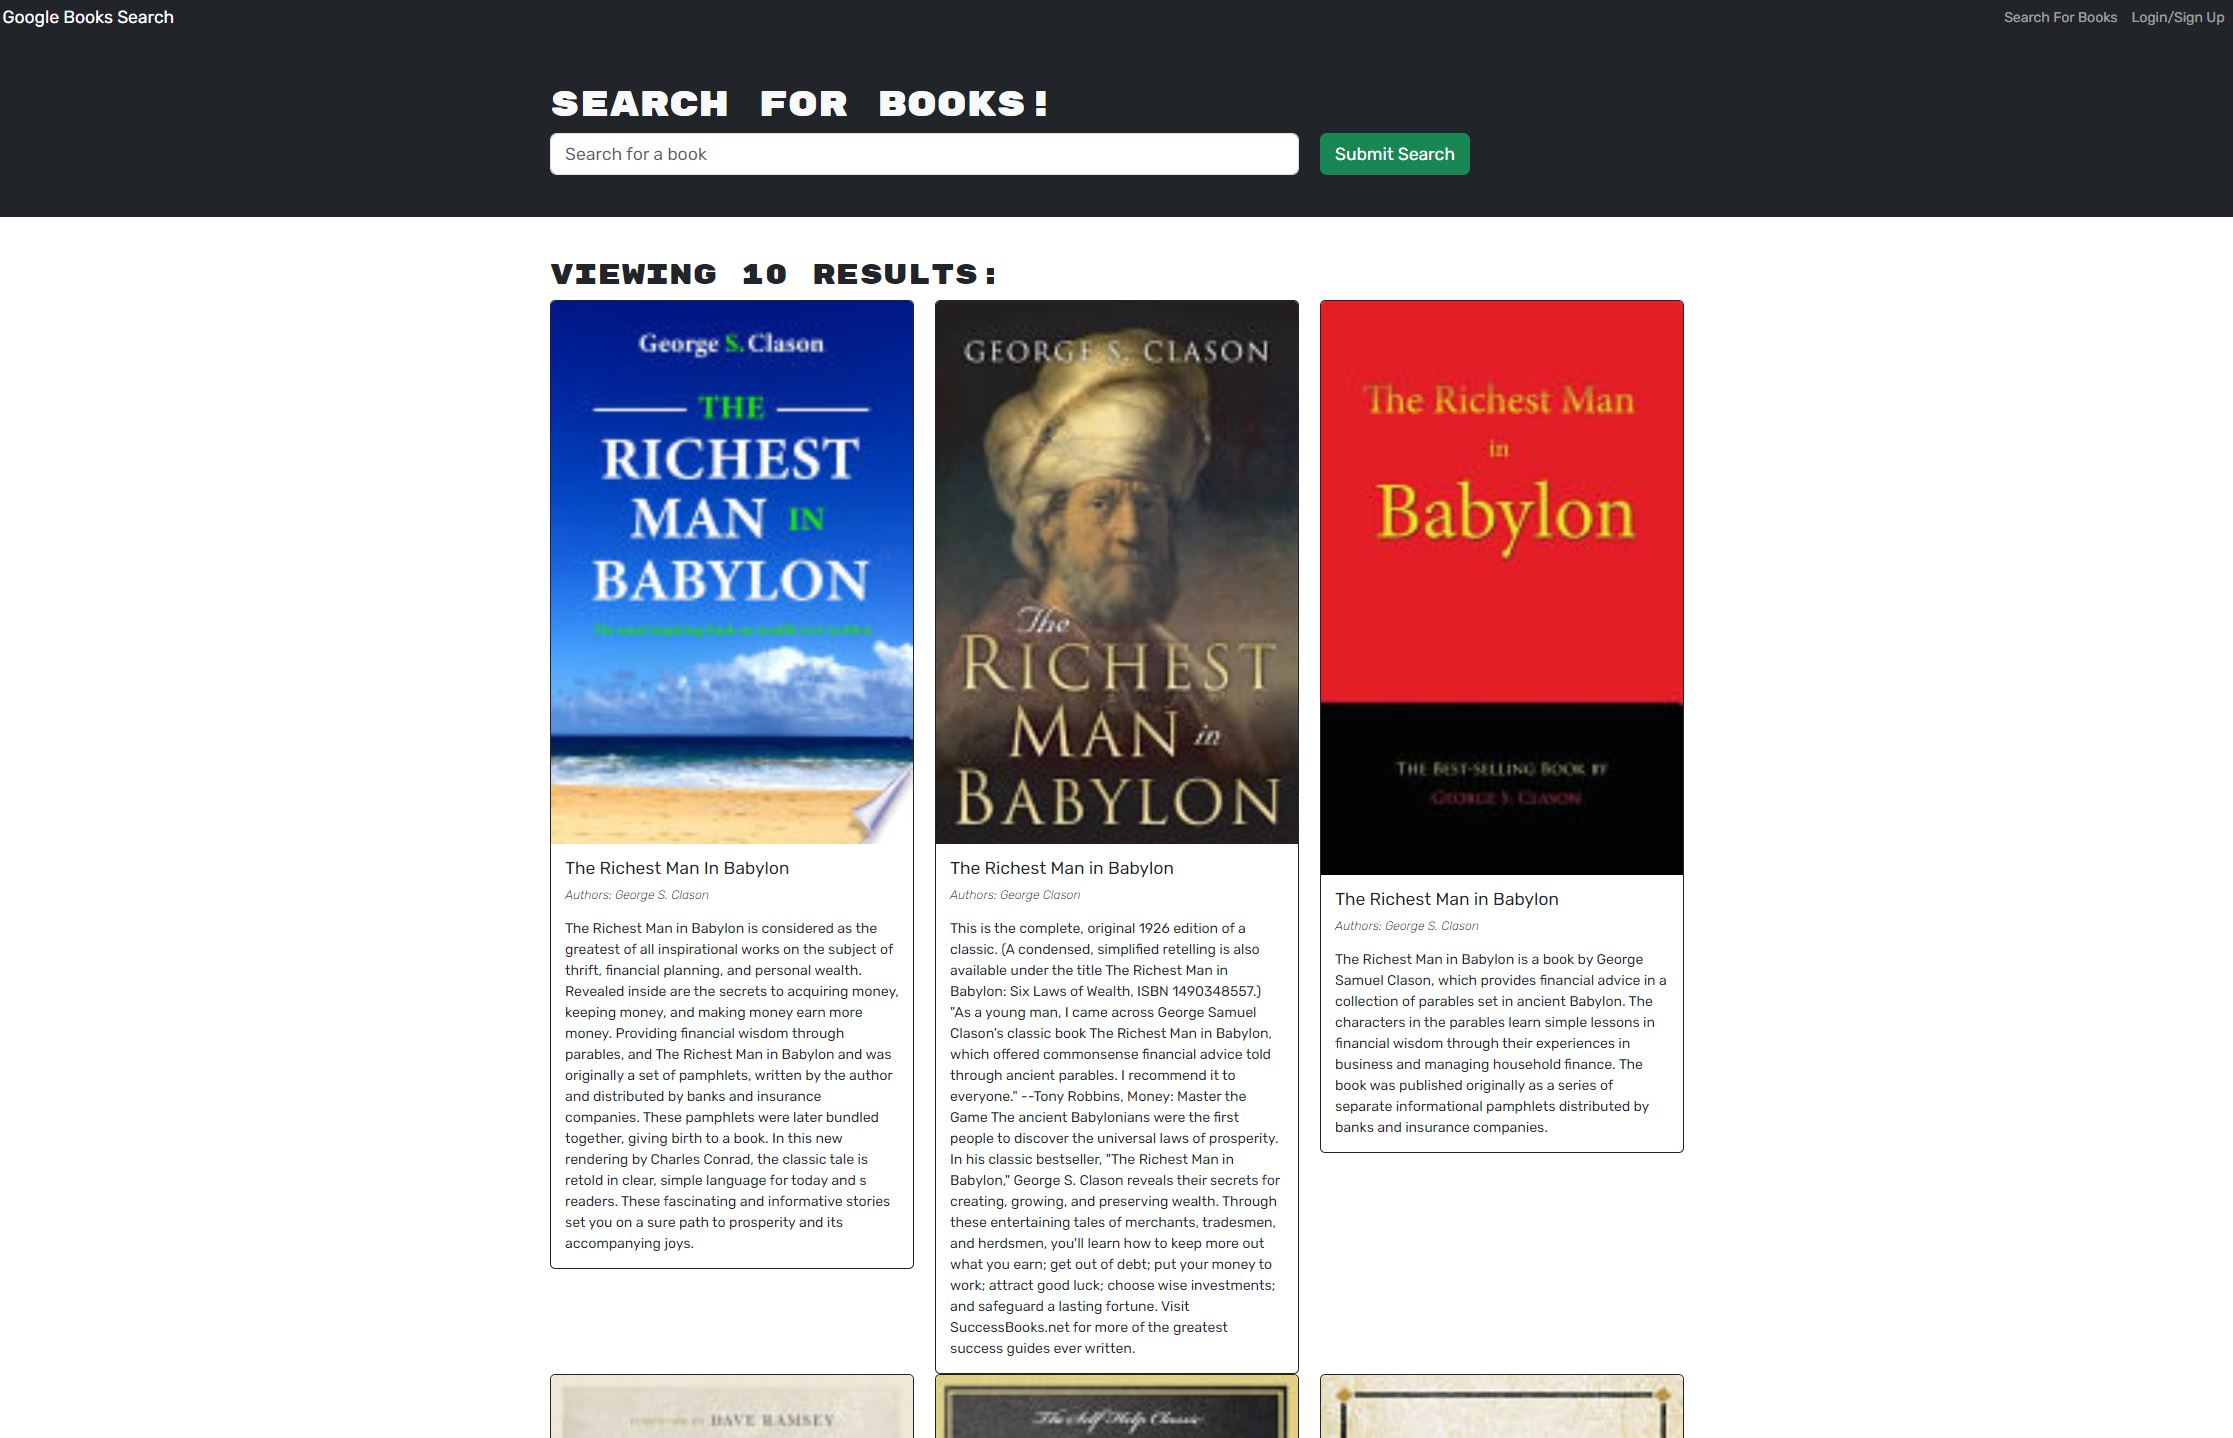 Google Books Search
Search For Books
Login/Sign Up
SEARCH FOR BOOKS!
Search for a book
Submit Search
VIEWING 10 RESULTS:
George S. Clason
THE
RICHEST
MAN IN
BABYLON
The Richest Man In Babylon
Authors: George S. Clason
The Richest Man in Babylon is considered as the
greatest of all inspirational works on the subject of
thrift, financial planning, and personal wealth.
Revealed inside are the secrets to acquiring money,
keeping money, and making money earn more
money. Providing financial wisdom through
parables, and The Richest Man in Babylon and was
originally a set of pamphlets, written by the author
and distributed by banks and insurance
companies. These pamphlets were later bundled
together, giving birth to a book. In this new
rendering by Charles Conrad, the classic tale is
retold in clear, simple language for today and s
readers. These fascinating and informative stories
set you on a sure path to prosperity and its
accompanying joys.
GEORGE S. CLASON
The
RICHEST
MAN in
BABYLON
The Richest Man in Babylon
Authors: George Clason
This is the complete, original 1926 edition of a
classic. (A condensed, simplified retelling is also
available under the title The Richest Man in
Babylon: Six Laws of Wealth, ISBN 1490348557.)
"As a young man, I came across George Samuel
Clason's classic book The Richest Man in Babylon,
which offered commonsense financial advice told
through ancient parables. I recommend it to
everyone." --Tony Robbins, Money: Master the
Game The ancient Babylonians were the first
people to discover the universal laws of prosperity.
In his classic bestseller, "The Richest Man in
Babylon," George S. Clason reveals their secrets for
creating, growing, and preserving wealth. Through
these entertaining tales of merchants, tradesmen,
and herdsmen, you'll learn how to keep more out
what you earn; get out of debt; put your money to
work; attract good luck; choose wise investments;
and safeguard a lasting fortune. Visit
SuccessBooks.net for more of the greatest
success guides ever written.
The Richest Man
in
Babylon
THE BEST-SELLING BOOK BY
GEORGE S. CLASON
The Richest Man in Babylon
Authors: George S. Clason
The Richest Man in Babylon is a book by George
Samuel Clason, which provides financial advice in a
collection of parables set in ancient Babylon. The
characters in the parables learn simple lessons in
financial wisdom through their experiences in
business and managing household finance. The
book was published originally as a series of
separate informational pamphlets distributed by
banks and insurance companies.
DAVE RAMSEY
The Self Help Classic